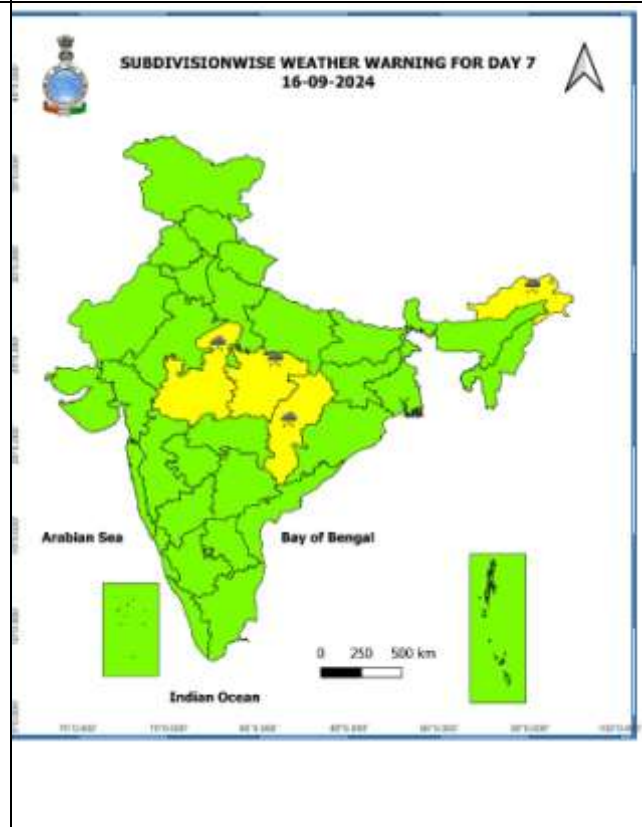 SUBDIVISIONWISE WEATHER WARNING FOR DAY 7
16-09-2024
Arabian Sea
Bay of Bengal
0 250 500 km
Indian Ocean